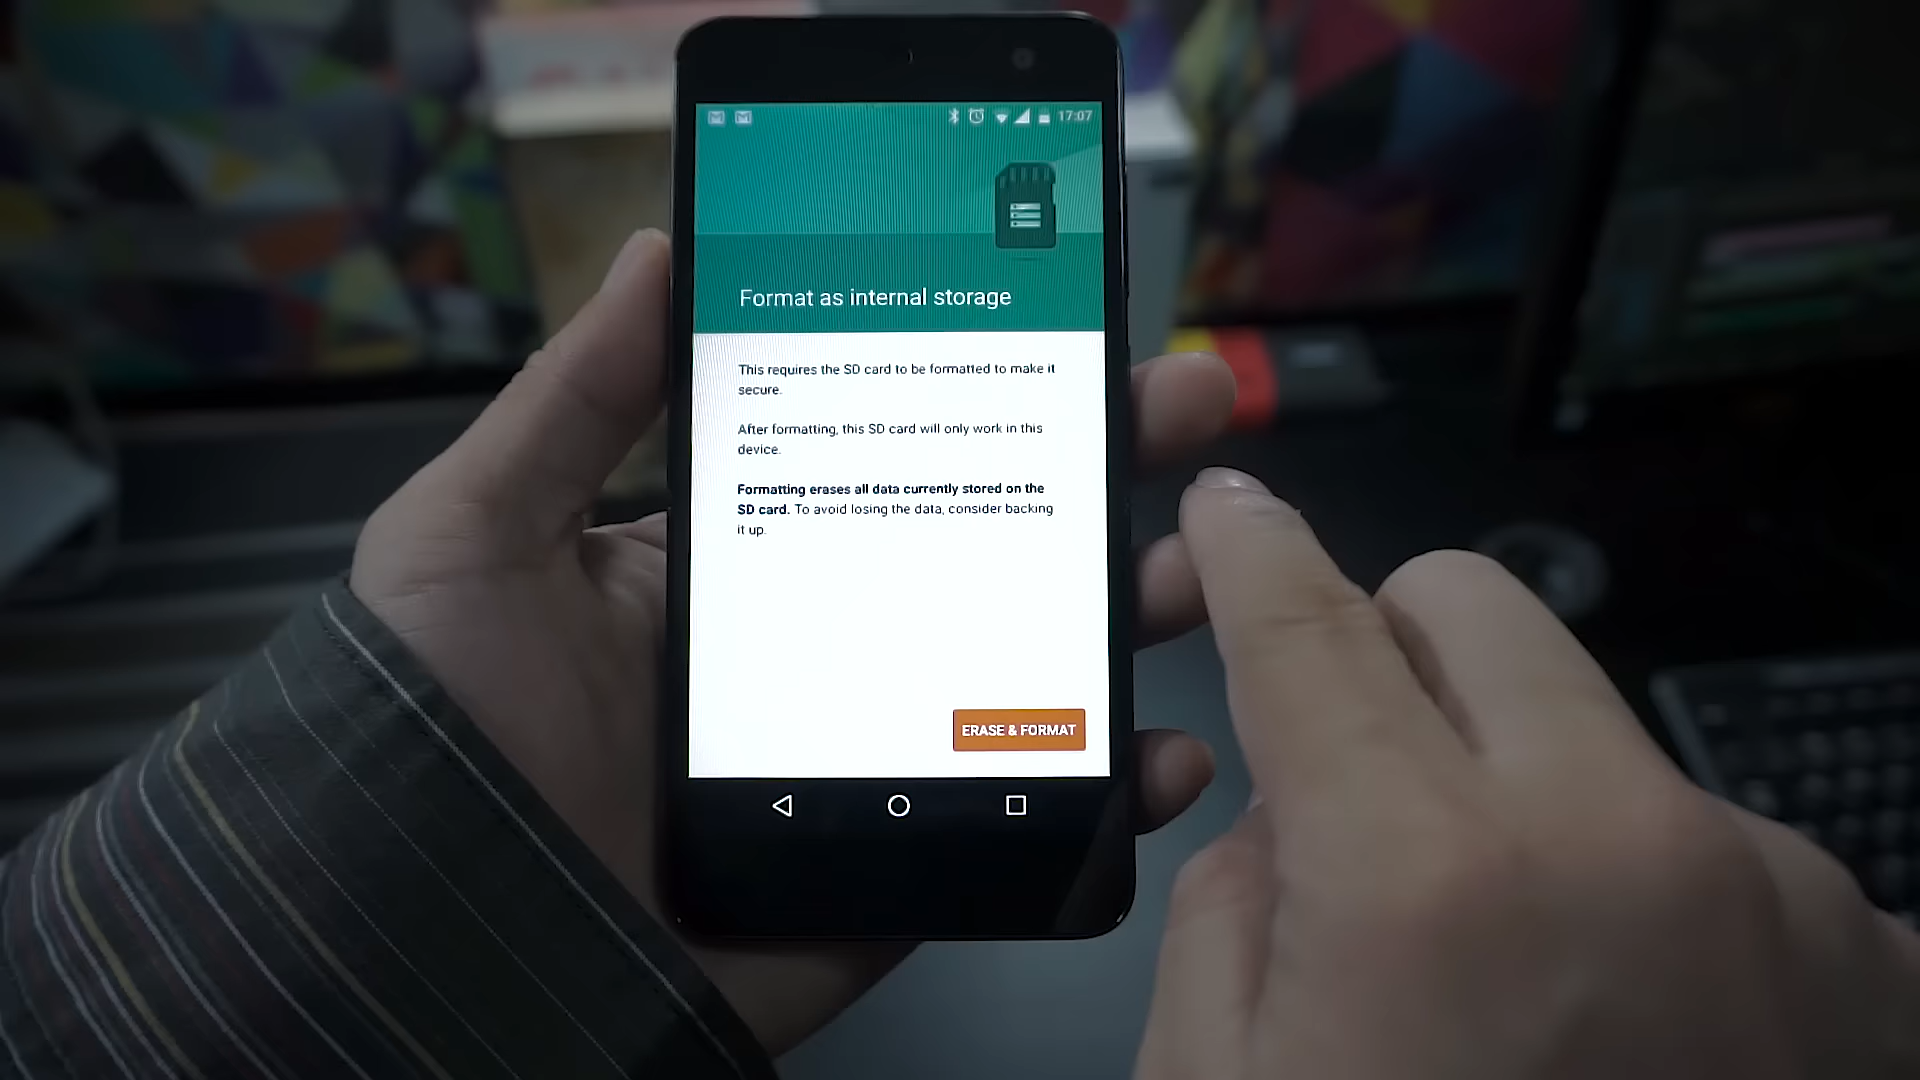 17:07
Format as internal storage
This requires the SD card to be formatted to make it
secure.
After formatting, this SD card will only work in this
device.
Formatting erases all data currently stored on the
SD card. To avoid losing the data, consider backing
it up.
ERASE & FORMAT